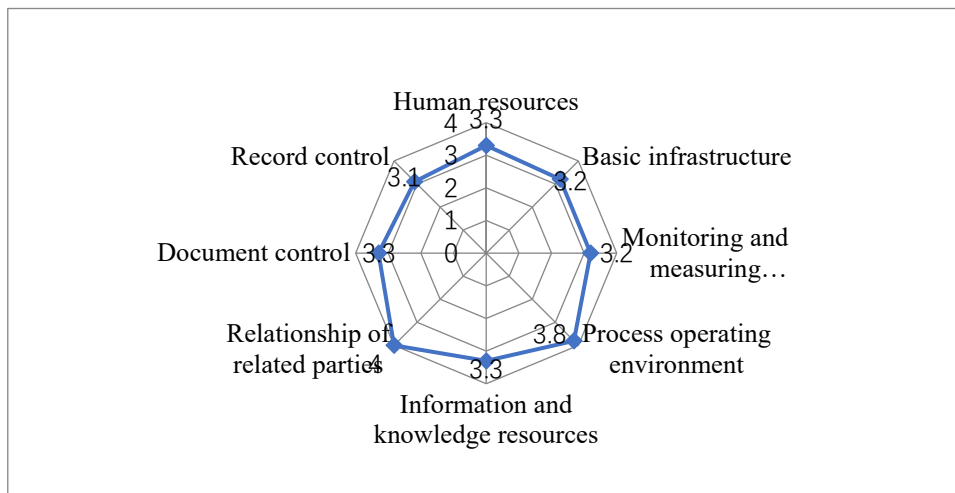 Human resources
4
3.3
Record control
Basic infrastructure
3.1
3
3.2
2
1
Document control
3.3
0
3.2
Monitoring and
measuring…
Relationship of
related parties
4
3.8
Process operating
environment
3.3
Information and
knowledge resources